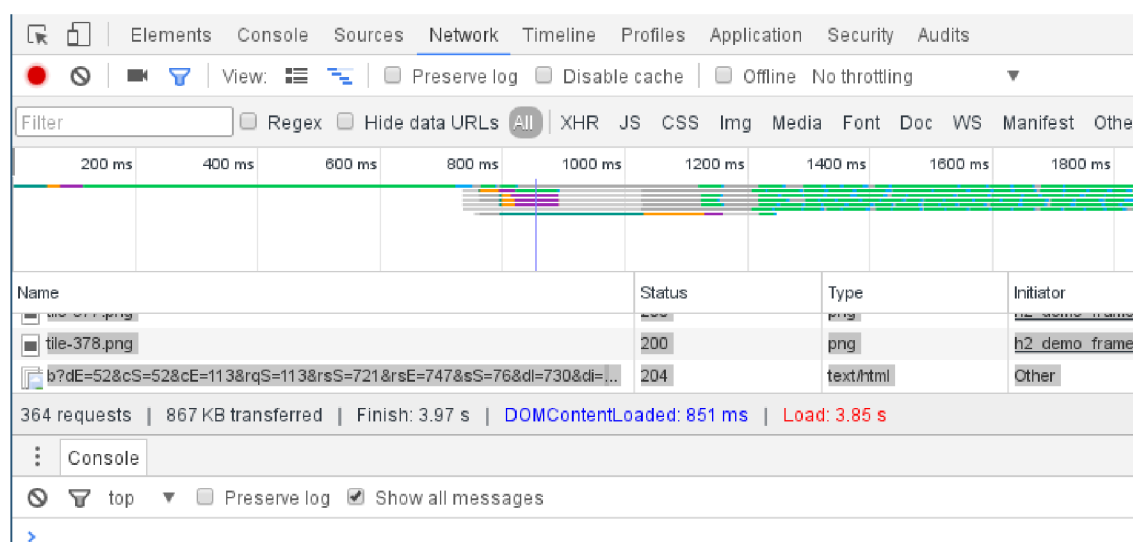 Elements Console Sources Network Timeline Profiles Application Security Audits
View: Preserve log Disable cache Offline No throttling
Filter Regex Hide data URLs All XHR JS CSS Img Media Font Doc WS Manifest Othe
200 ms 400 ms 600 ms 800 ms 1000 ms 1200 ms 1400 ms 1600 ms 1800 ms
Name Status Type Initiator
tile-378.png 200 png h2_demo_frame
b?dE=52&cS=52&cE=113&rqS=113&rsS=721&rsE=747&sS=76&dl=730&di=... 204 text/html Other
364 requests | 867 KB transferred | Finish: 3.97 s | DOMContentLoaded: 851 ms | Load: 3.85 s
Console
top Preserve log Show all messages
>